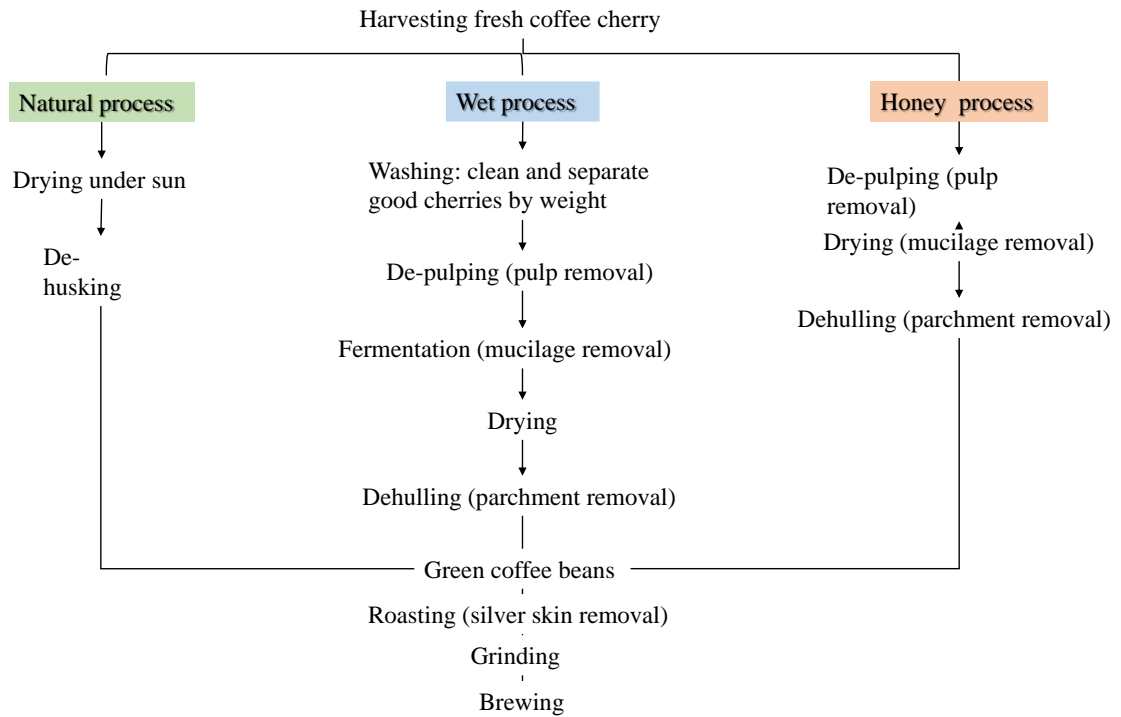 Harvesting fresh coffee cherry
Natural process
Drying under sun
De-
husking
Wet process
Washing: clean and separate
good cherries by weight
De-pulping (pulp removal)
Fermentation (mucilage removal)
Drying
Dehulling (parchment removal)
Honey process
De-pulping (pulp
removal)
Drying (mucilage removal)
Dehulling (parchment removal)
Green coffee beans
Roasting (silver skin removal)
Grinding
Brewing